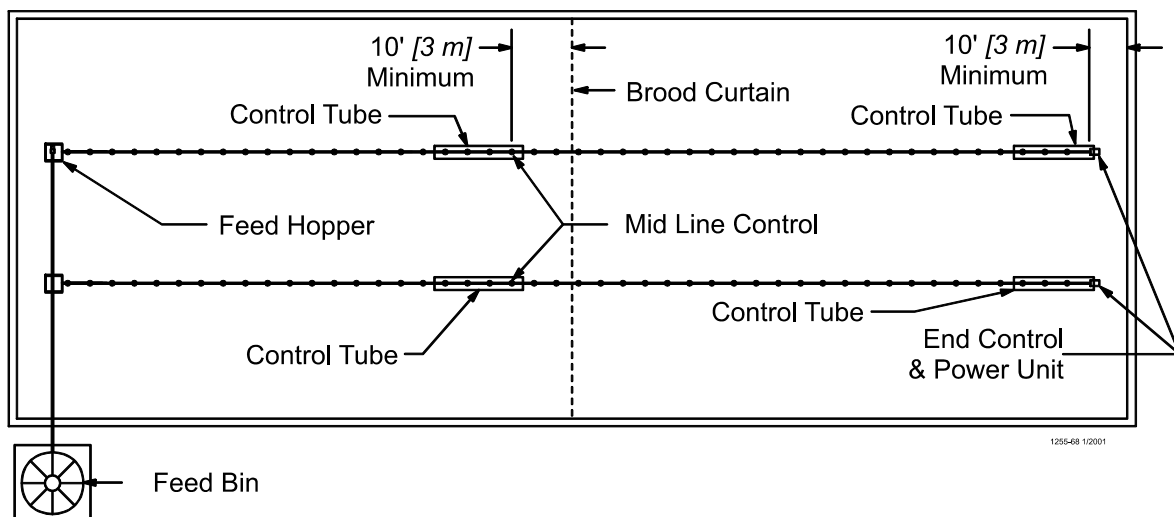 10' [3 m]
Minimum
10' [3 m]
Minimum
Brood Curtain
Control Tube
Control Tube
Feed Hopper
Mid Line Control
Control Tube
Control Tube
End Control
& Power Unit
1255-68 1/2001
Feed Bin